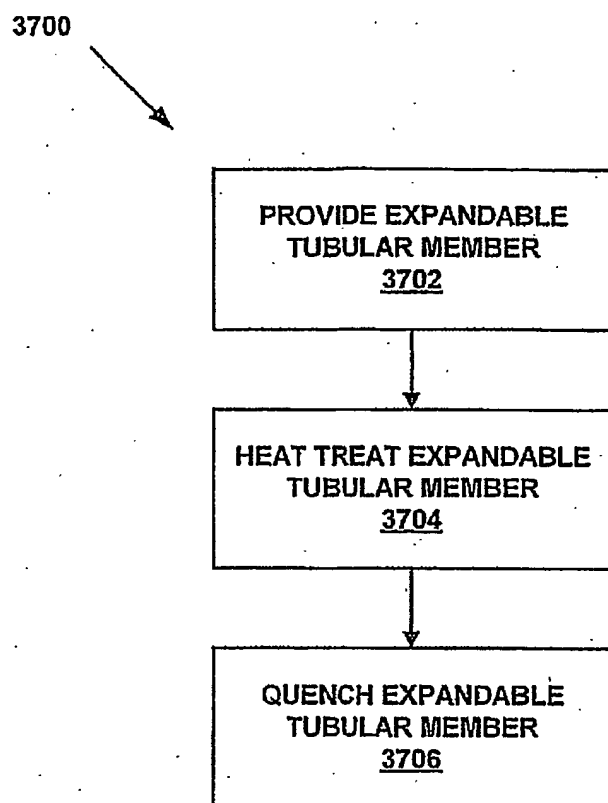 3700
PROVIDE EXPANDABLE
TUBULAR MEMBER
3702
HEAT TREAT EXPANDABLE
TUBULAR MEMBER
3704
QUENCH EXPANDABLE
TUBULAR MEMBER
3706